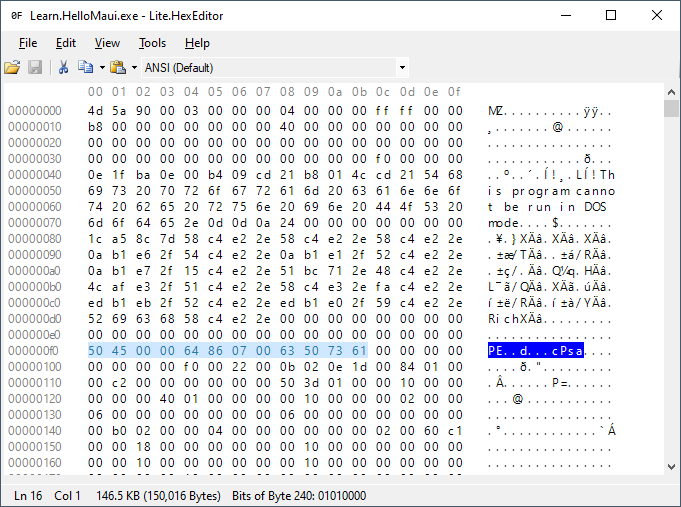 Learn.HelloMaui.exe - Lite.HexEditor
File Edit View Tools Help
ANSI (Default)
00 01 02 03 04 05 06 07 08 09 0a 0b 0c 0d 0e 0f
00000000 4d 5a 90 00 03 00 00 00 04 00 00 00 ff ff 00 00 MZ..........ÿÿ..
00000010 b8 00 00 00 00 00 00 00 40 00 00 00 00 00 00 00 ¸.......@.......
00000020 00 00 00 00 00 00 00 00 00 00 00 00 00 00 00 00 ................
00000030 00 00 00 00 00 00 00 00 00 00 00 00 f0 00 00 00 ............ð...
00000040 0e 1f ba 0e 00 b4 09 cd 21 b8 01 4c cd 21 54 68 ..º..´.Í!¸.LÍ!Th
00000050 69 73 20 70 72 6f 67 72 61 6d 20 63 61 6e 6e 6f is program canno
00000060 74 20 62 65 20 72 75 6e 20 69 6e 20 44 4f 53 20 t be run in DOS
00000070 6d 6f 64 65 2e 0d 0d 0a 24 00 00 00 00 00 00 00 mode....$.......
00000080 1c a5 8c 7d 58 c4 e2 2e 58 c4 e2 2e 58 c4 e2 2e .¥.}XÄâ.XÄâ.XÄâ.
00000090 0a b1 e6 2f 54 c4 e2 2e 0a b1 e1 2f 52 c4 e2 2e .±æ/TÄâ..±á/RÄâ.
000000a0 0a b1 e7 2f 15 c4 e2 2e 51 bc 71 2e 48 c4 e2 2e .±ç/.Äâ.Q¼q.HÄâ.
000000b0 4c af e3 2f 51 c4 e2 2e 58 c4 e3 2e fa c4 e2 2e L¯ã/QÄâ.XÄã.úÄâ.
000000c0 ed b1 eb 2f 52 c4 e2 2e ed b1 e0 2f 59 c4 e2 2e í±ë/RÄâ.í±à/YÄâ.
000000d0 52 69 63 68 58 c4 e2 2e 00 00 00 00 00 00 00 00 RichXÄâ.........
000000e0 00 00 00 00 00 00 00 00 00 00 00 00 00 00 00 00 ................
000000f0 50 45 00 00 64 86 07 00 63 50 73 61 00 00 00 00 PE..d...cPsa....
00000100 00 00 00 00 f0 00 22 00 0b 02 0e 1d 00 84 01 00 ....ð.".........
00000110 00 c2 00 00 00 00 00 00 50 3d 01 00 00 10 00 00 .Â......P=......
00000120 00 00 00 40 01 00 00 00 00 10 00 00 00 02 00 00 ...@............
00000130 06 00 00 00 00 00 00 00 06 00 00 00 00 00 00 00 ................
00000140 00 b0 02 00 00 04 00 00 00 00 00 00 02 00 60 c1 .°............`Á
00000150 00 00 18 00 00 00 00 00 00 10 00 00 00 00 00 00 ................
00000160 00 00 10 00 00 00 00 00 00 10 00 00 00 00 00 00 ................
Ln 16 Col 1 146.5 KB (150,016 Bytes) Bits of Byte 240: 01010000